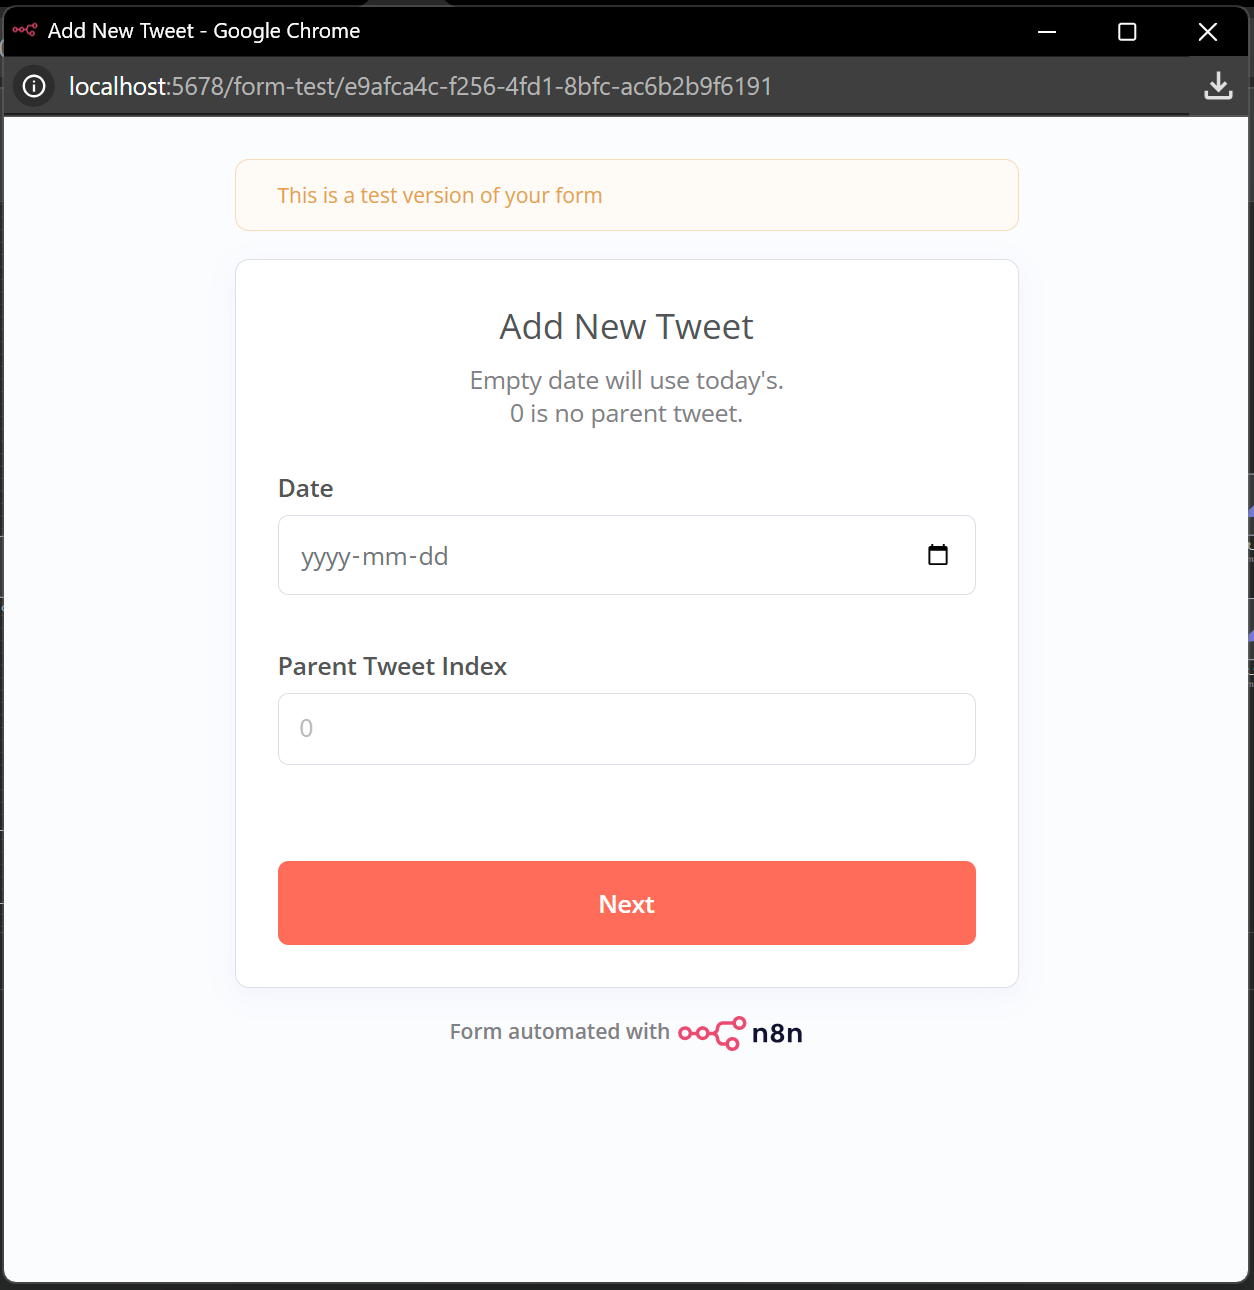 Add New Tweet - Google Chrome
localhost:5678/form-test/e9afca4c-f256-4fd1-8bfc-ac6b2b9f6191
This is a test version of your form
Add New Tweet
Empty date will use today's.
0 is no parent tweet.
Date
yyyy-mm-dd
Parent Tweet Index
0
Next
Form automated with n8n